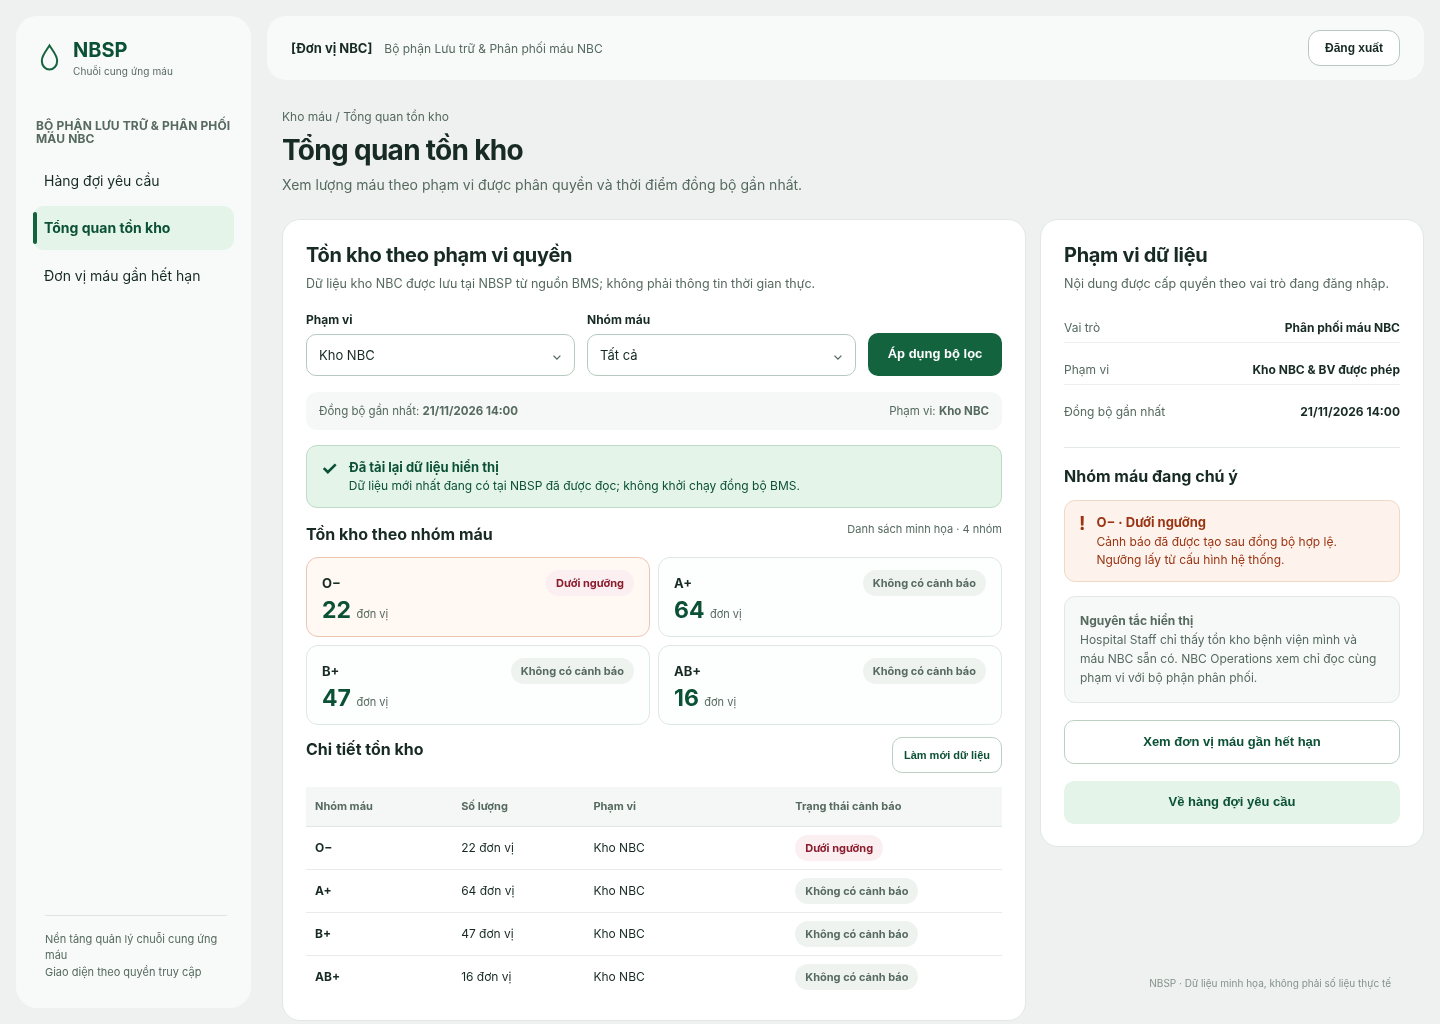 NBSP
Chuỗi cung ứng máu
BỘ PHẬN LƯU TRỮ & PHÂN PHỐI
MÁU NBC
Hàng đợi yêu cầu
Tổng quan tồn kho
Đơn vị máu gần hết hạn
Nền tảng quản lý chuỗi cung ứng
máu
Giao diện theo quyền truy cập
[Đơn vị NBC] Bộ phận Lưu trữ & Phân phối máu NBC
Đăng xuất
Kho máu / Tổng quan tồn kho
Tổng quan tồn kho
Xem lượng máu theo phạm vi được phân quyền và thời điểm đồng bộ gần nhất.
Tồn kho theo phạm vi quyền
Dữ liệu kho NBC được lưu tại NBSP từ nguồn BMS; không phải thông tin thời gian thực.
Phạm vi
Nhóm máu
Kho NBC
Tất cả
Áp dụng bộ lọc
Đồng bộ gần nhất: 21/11/2026 14:00
Phạm vi: Kho NBC
Đã tải lại dữ liệu hiển thị
Dữ liệu mới nhất đang có tại NBSP đã được đọc; không khởi chạy đồng bộ BMS.
Tồn kho theo nhóm máu
Danh sách minh họa · 4 nhóm
O−
Dưới ngưỡng
22 đơn vị
A+
Không có cảnh báo
64 đơn vị
B+
Không có cảnh báo
47 đơn vị
AB+
Không có cảnh báo
16 đơn vị
Chi tiết tồn kho
Làm mới dữ liệu
Nhóm máu Số lượng Phạm vi Trạng thái cảnh báo
O− 22 đơn vị Kho NBC Dưới ngưỡng
A+ 64 đơn vị Kho NBC Không có cảnh báo
B+ 47 đơn vị Kho NBC Không có cảnh báo
AB+ 16 đơn vị Kho NBC Không có cảnh báo
Phạm vi dữ liệu
Nội dung được cấp quyền theo vai trò đang đăng nhập.
Vai trò Phân phối máu NBC
Phạm vi Kho NBC & BV được phép
Đồng bộ gần nhất 21/11/2026 14:00
Nhóm máu đang chú ý
! O− · Dưới ngưỡng
Cảnh báo đã được tạo sau đồng bộ hợp lệ.
Ngưỡng lấy từ cấu hình hệ thống.
Nguyên tắc hiển thị
Hospital Staff chỉ thấy tồn kho bệnh viện mình và
máu NBC sẵn có. NBC Operations xem chỉ đọc cùng
phạm vi với bộ phận phân phối.
Xem đơn vị máu gần hết hạn
Về hàng đợi yêu cầu
NBSP · Dữ liệu minh họa, không phải số liệu thực tế